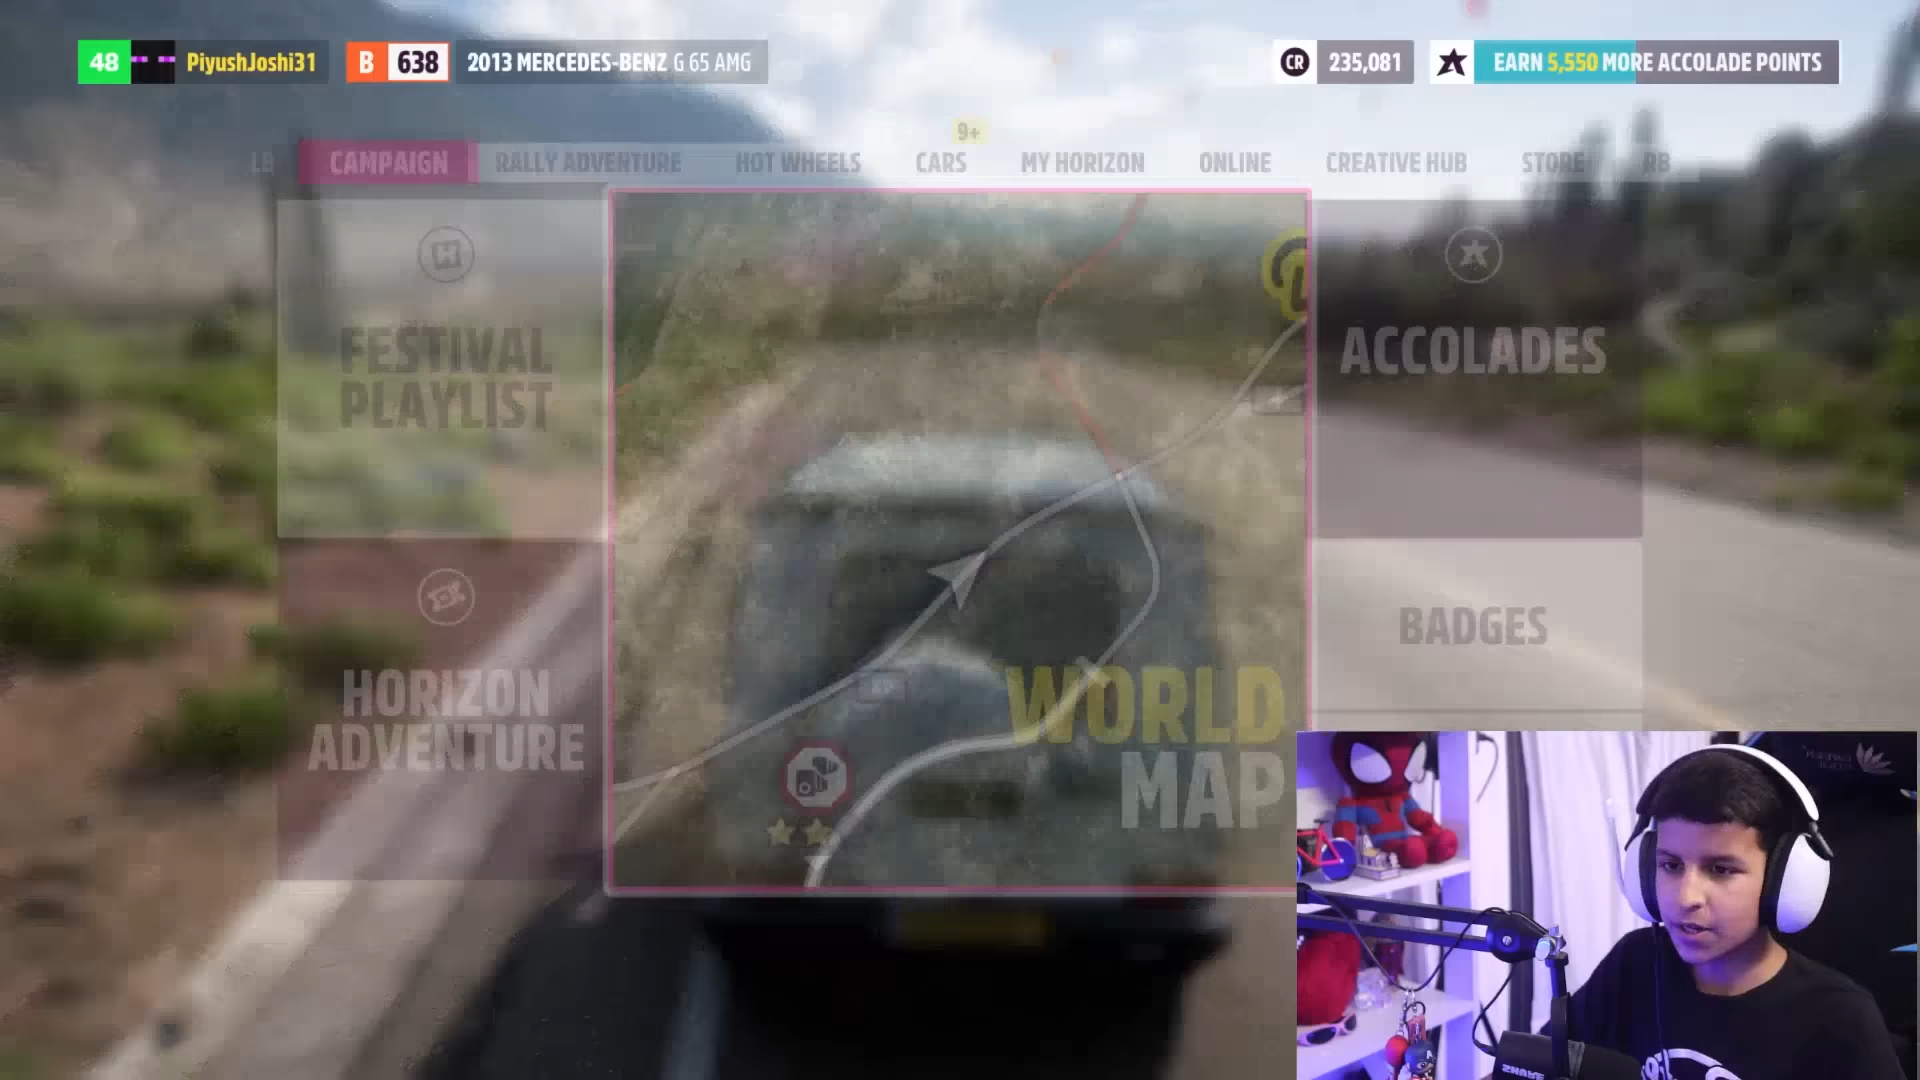 48 PiyushJoshi31 B 638 2013 MERCEDES-BENZ G 65 AMG CR 235,081 EARN 5,550 MORE ACCOLADE POINTS
9+
LB CAMPAIGN RALLY ADVENTURE HOT WHEELS CARS MY HORIZON ONLINE CREATIVE HUB STORE RB
FESTIVAL
PLAYLIST
HORIZON
ADVENTURE
WORLD
MAP
ACCOLADES
BADGES
SHURE